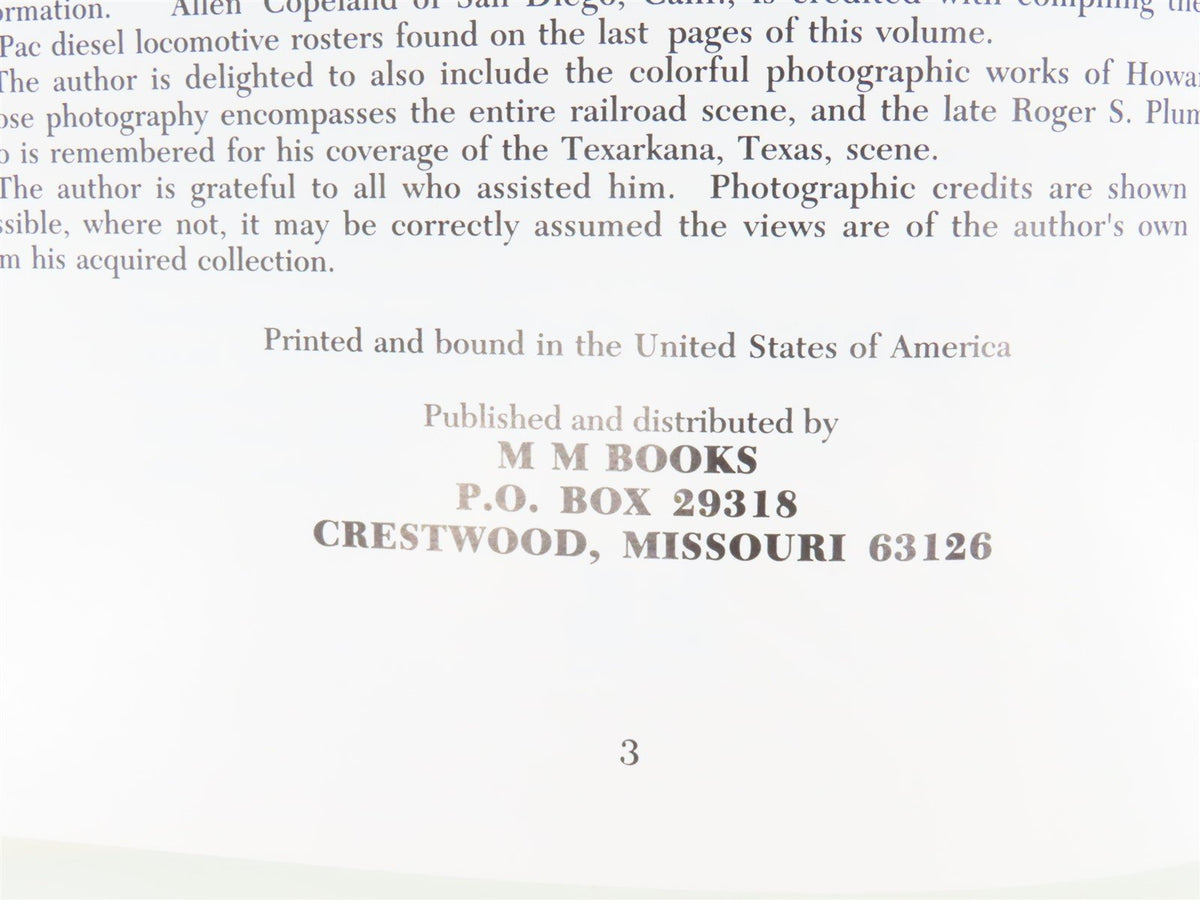 ormation. Allen Copeland of San Diego, Calif., is credited with compiling the
Pac diesel locomotive rosters found on the last pages of this volume.
The author is delighted to also include the colorful photographic works of Howar
ose photography encompasses the entire railroad scene, and the late Roger S. Plum
o is remembered for his coverage of the Texarkana, Texas, scene.
The author is grateful to all who assisted him. Photographic credits are shown
ssible, where not, it may be correctly assumed the views are of the author's own
m his acquired collection.
Printed and bound in the United States of America
Published and distributed by
M M BOOKS
P.O. BOX 29318
CRESTWOOD, MISSOURI 63126
3